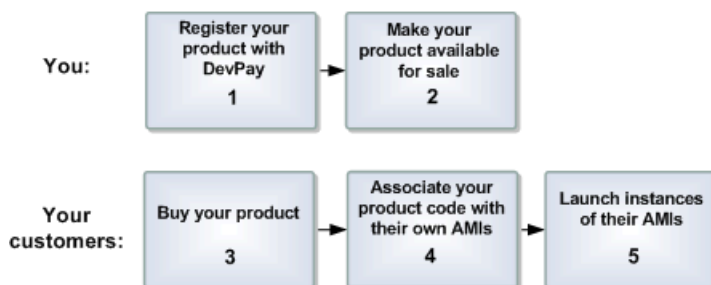 You:
Register your
product with
DevPay
1
Make your
product available
for sale
2
Your
customers:
Buy your product
3
Associate your
product code with
their own AMIs
4
Launch instances
of their AMIs
5